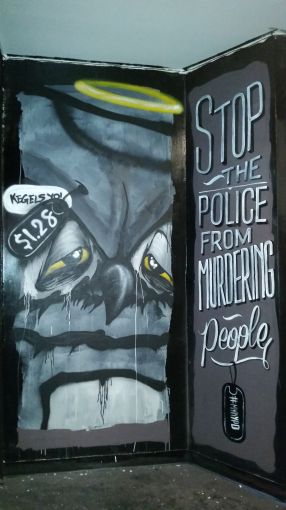 KEGELS YO!
$1.28
STOP
THE
POLICE
FROM
MURDERING
People